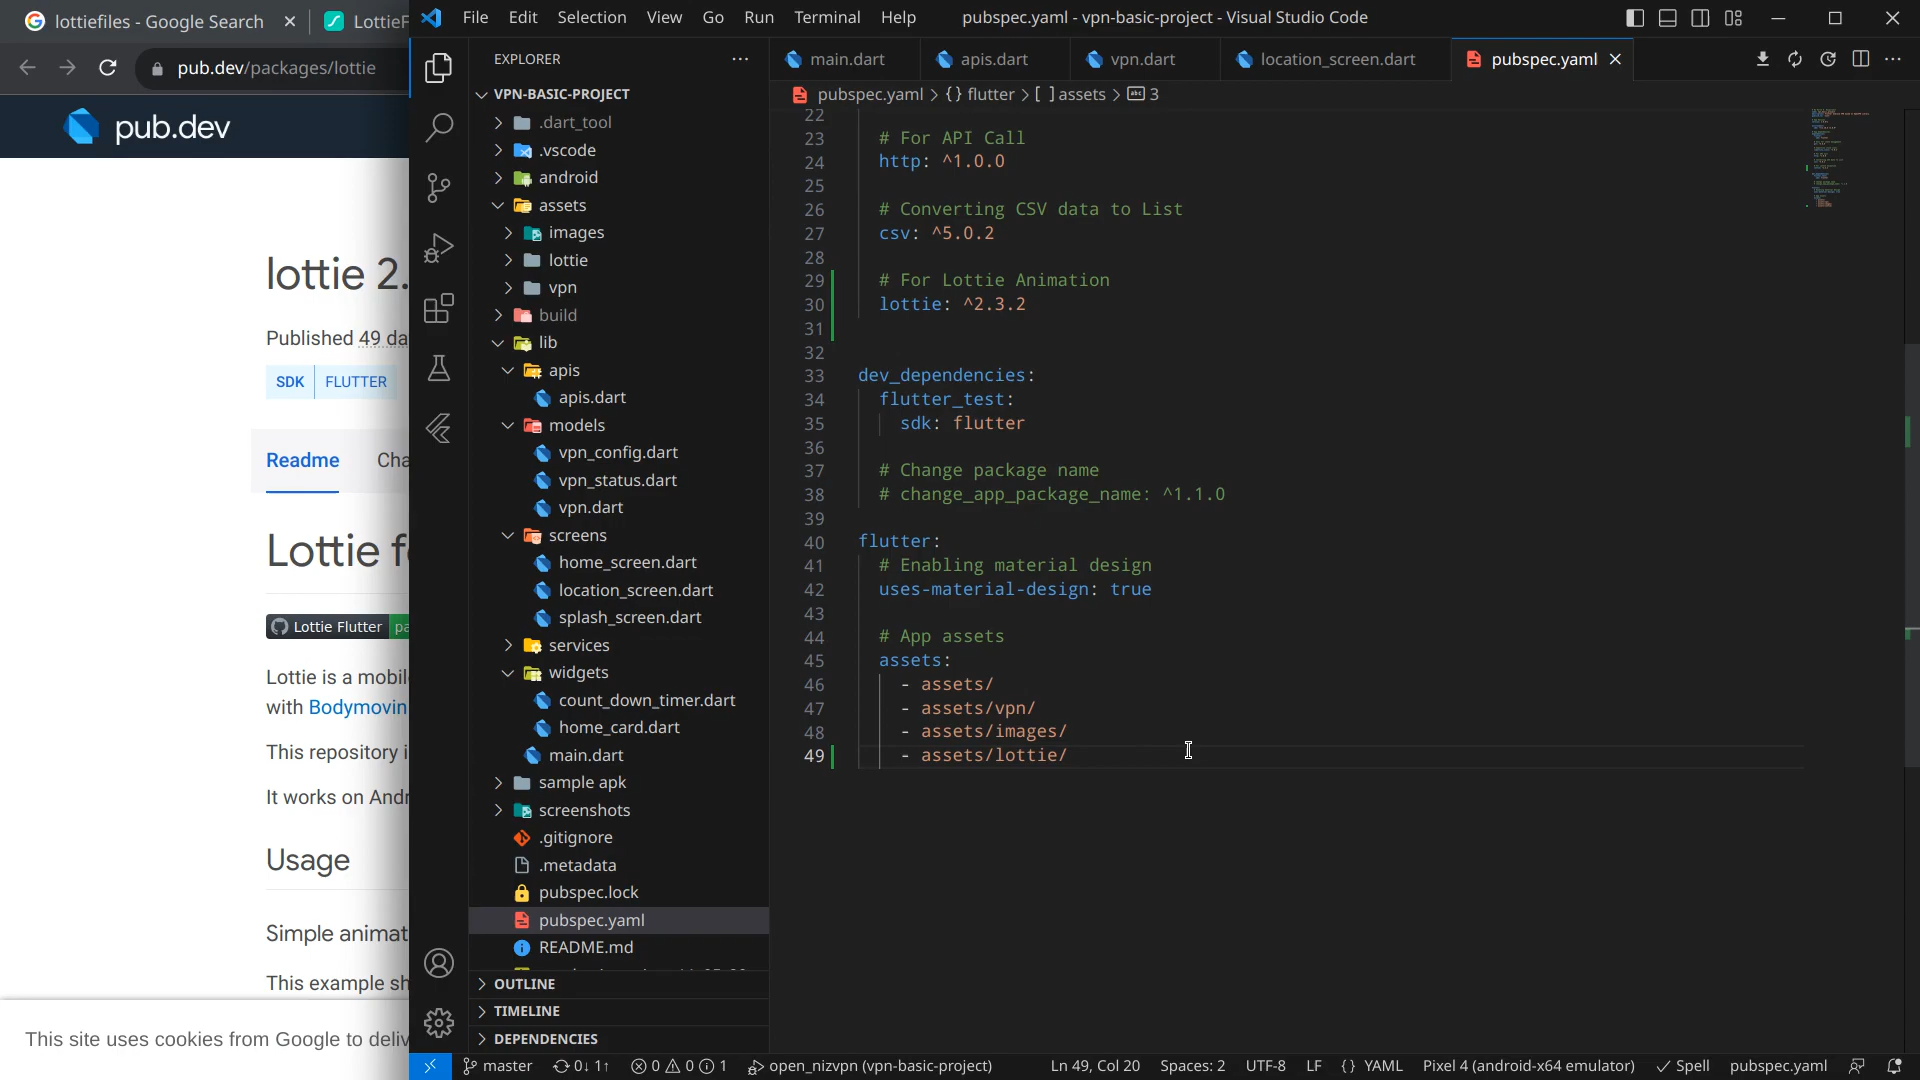 lottiefiles - Google Search
LottieF
pub.dev/packages/lottie
pub.dev
lottie 2.
Published 49 da
SDK FLUTTER
Readme Cha
Lottie f
Lottie Flutter pa
Lottie is a mobil
with Bodymovin
This repository i
It works on Andr
Usage
Simple animat
This example sh
This site uses cookies from Google to deliv
File Edit Selection View Go Run Terminal Help
pubspec.yaml - vpn-basic-project - Visual Studio Code
EXPLORER
VPN-BASIC-PROJECT
.dart_tool
.vscode
android
assets
images
lottie
vpn
build
lib
apis
apis.dart
models
vpn_config.dart
vpn_status.dart
vpn.dart
screens
home_screen.dart
location_screen.dart
splash_screen.dart
services
widgets
count_down_timer.dart
home_card.dart
main.dart
sample apk
screenshots
.gitignore
.metadata
pubspec.lock
pubspec.yaml
README.md
OUTLINE
TIMELINE
DEPENDENCIES
main.dart apis.dart vpn.dart location_screen.dart pubspec.yaml
pubspec.yaml > {} flutter > [ ] assets > abc 3
22
23 # For API Call
24 http: ^1.0.0
25
26 # Converting CSV data to List
27 csv: ^5.0.2
28
29 # For Lottie Animation
30 lottie: ^2.3.2
31
32
33 dev_dependencies:
34 flutter_test:
35 sdk: flutter
36
37 # Change package name
38 # change_app_package_name: ^1.1.0
39
40 flutter:
41 # Enabling material design
42 uses-material-design: true
43
44 # App assets
45 assets:
46 - assets/
47 - assets/vpn/
48 - assets/images/
49 - assets/lottie/
master 0↓ 1↑ 0 0 1 open_nizvpn (vpn-basic-project) Ln 49, Col 20 Spaces: 2 UTF-8 LF {} YAML Pixel 4 (android-x64 emulator) Spell pubspec.yaml